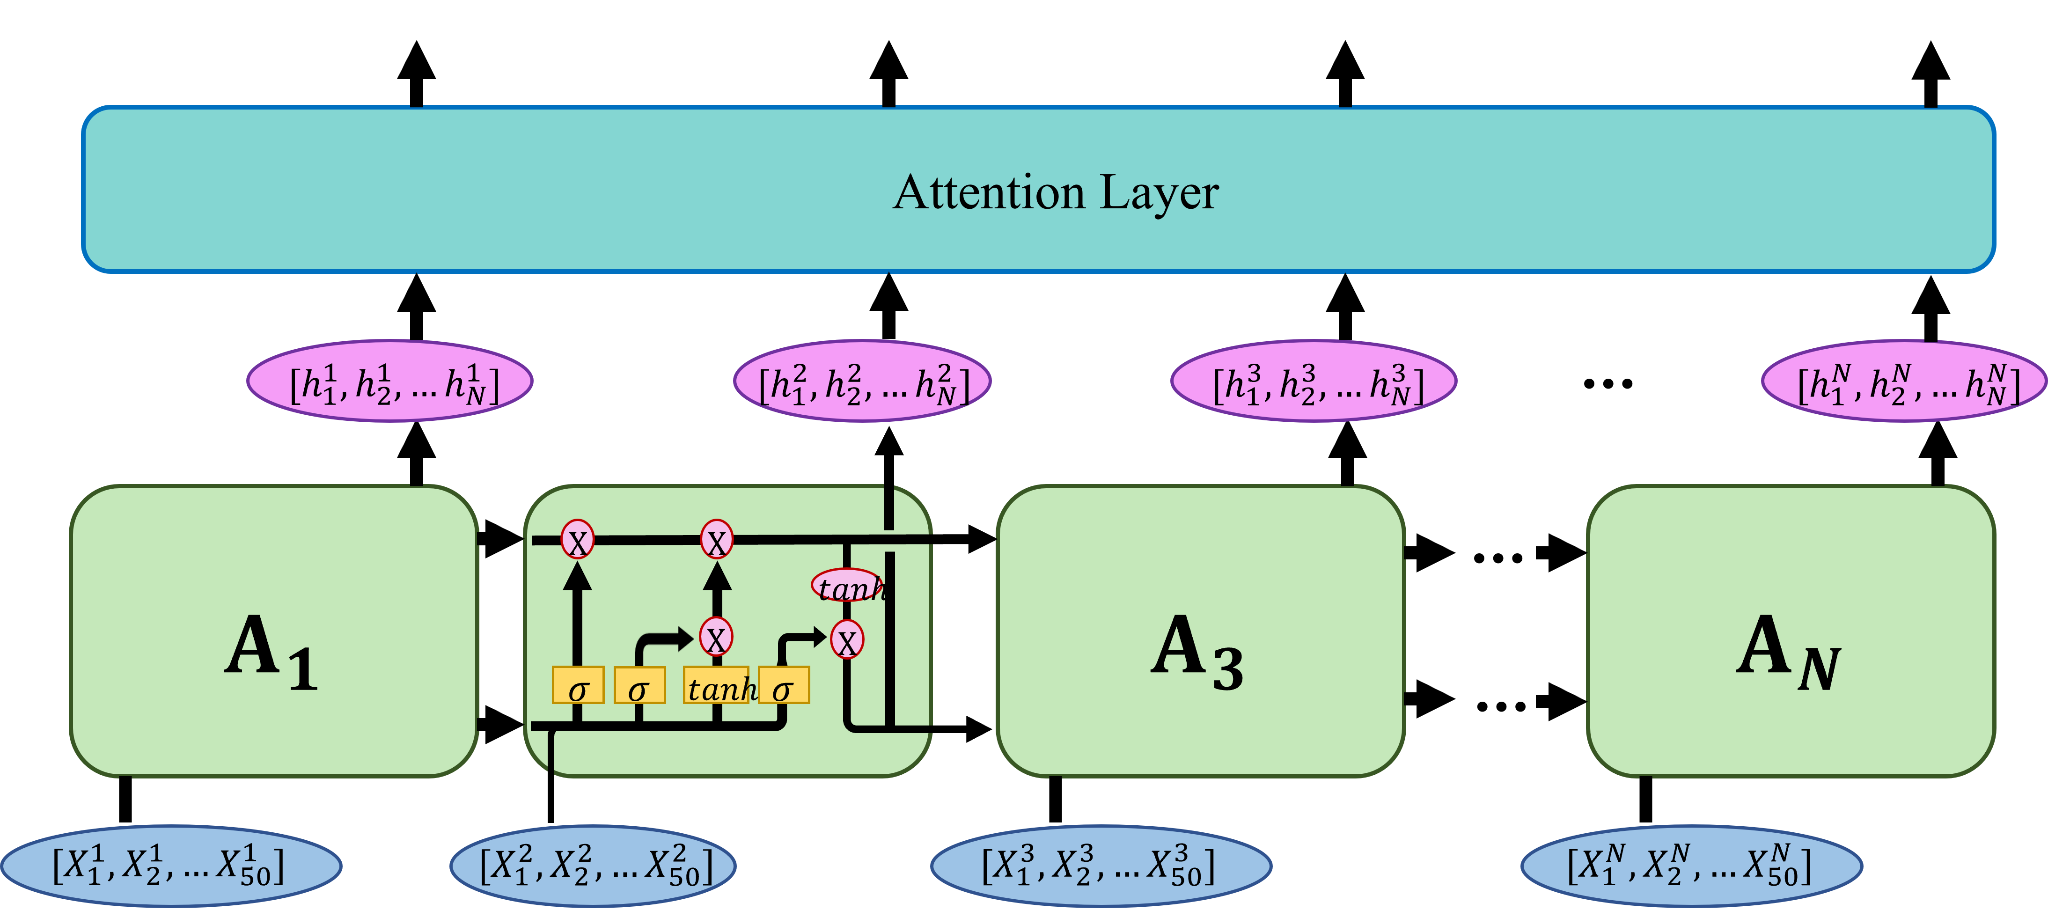 Attention Layer
[h₁¹, h₂¹, … h_N¹] [h₁², h₂², … h_N²] [h₁³, h₂³, … h_N³] … [h₁ᴺ, h₂ᴺ, … h_Nᴺ]
X X
tanh
X X
σ σ tanh σ
A₁ A₃ … A_N
…
[X₁¹, X₂¹, … X₅₀¹] [X₁², X₂², … X₅₀²] [X₁³, X₂³, … X₅₀³] [X₁ᴺ, X₂ᴺ, … X₅₀ᴺ]